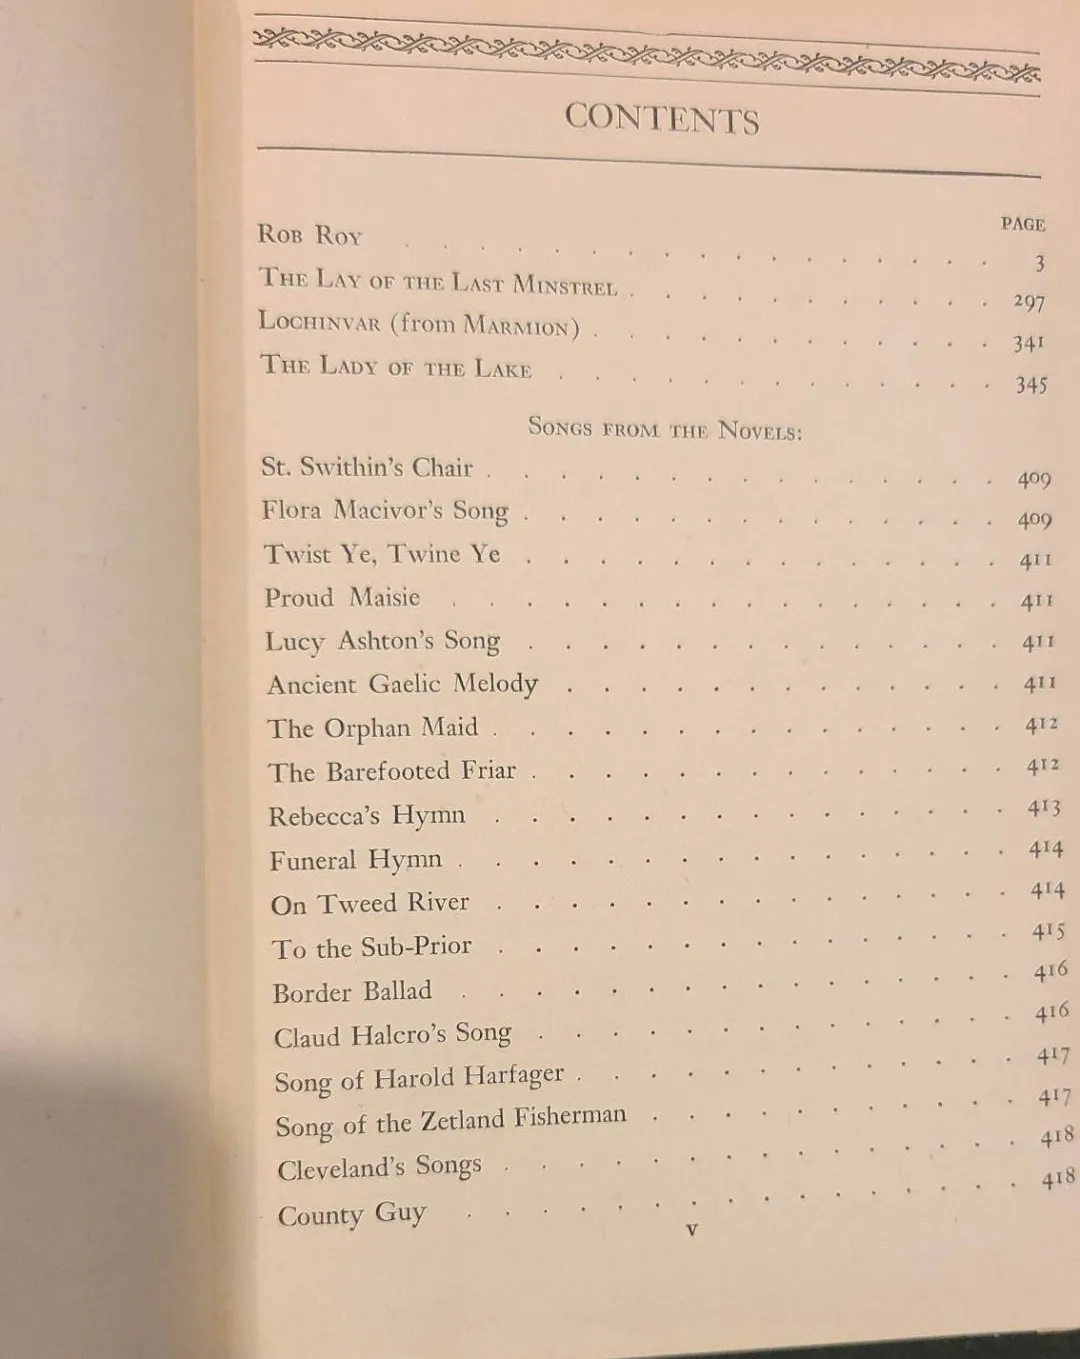 CONTENTS
PAGE
ROB ROY . . . . . . . . . . . . . . . . 3
THE LAY OF THE LAST MINSTREL . . . . . . . . . . 297
LOCHINVAR (from MARMION) . . . . . . . . . . . 341
THE LADY OF THE LAKE . . . . . . . . . . . . 345
SONGS FROM THE NOVELS:
St. Swithin's Chair . . . . . . . . . . . . . . 409
Flora Macivor's Song . . . . . . . . . . . . . 409
Twist Ye, Twine Ye . . . . . . . . . . . . . 411
Proud Maisie . . . . . . . . . . . . . . . 411
Lucy Ashton's Song . . . . . . . . . . . . . 411
Ancient Gaelic Melody . . . . . . . . . . . . 411
The Orphan Maid . . . . . . . . . . . . . . 412
The Barefooted Friar . . . . . . . . . . . . . 412
Rebecca's Hymn . . . . . . . . . . . . . . 413
Funeral Hymn . . . . . . . . . . . . . . . 414
On Tweed River . . . . . . . . . . . . . . 414
To the Sub-Prior . . . . . . . . . . . . . . 415
Border Ballad . . . . . . . . . . . . . . . 416
Claud Halcro's Song . . . . . . . . . . . . . 416
Song of Harold Harfager . . . . . . . . . . . . 417
Song of the Zetland Fisherman . . . . . . . . . . 417
Cleveland's Songs . . . . . . . . . . . . . . 418
County Guy . . . . . . . . . . . . . . . 418
v